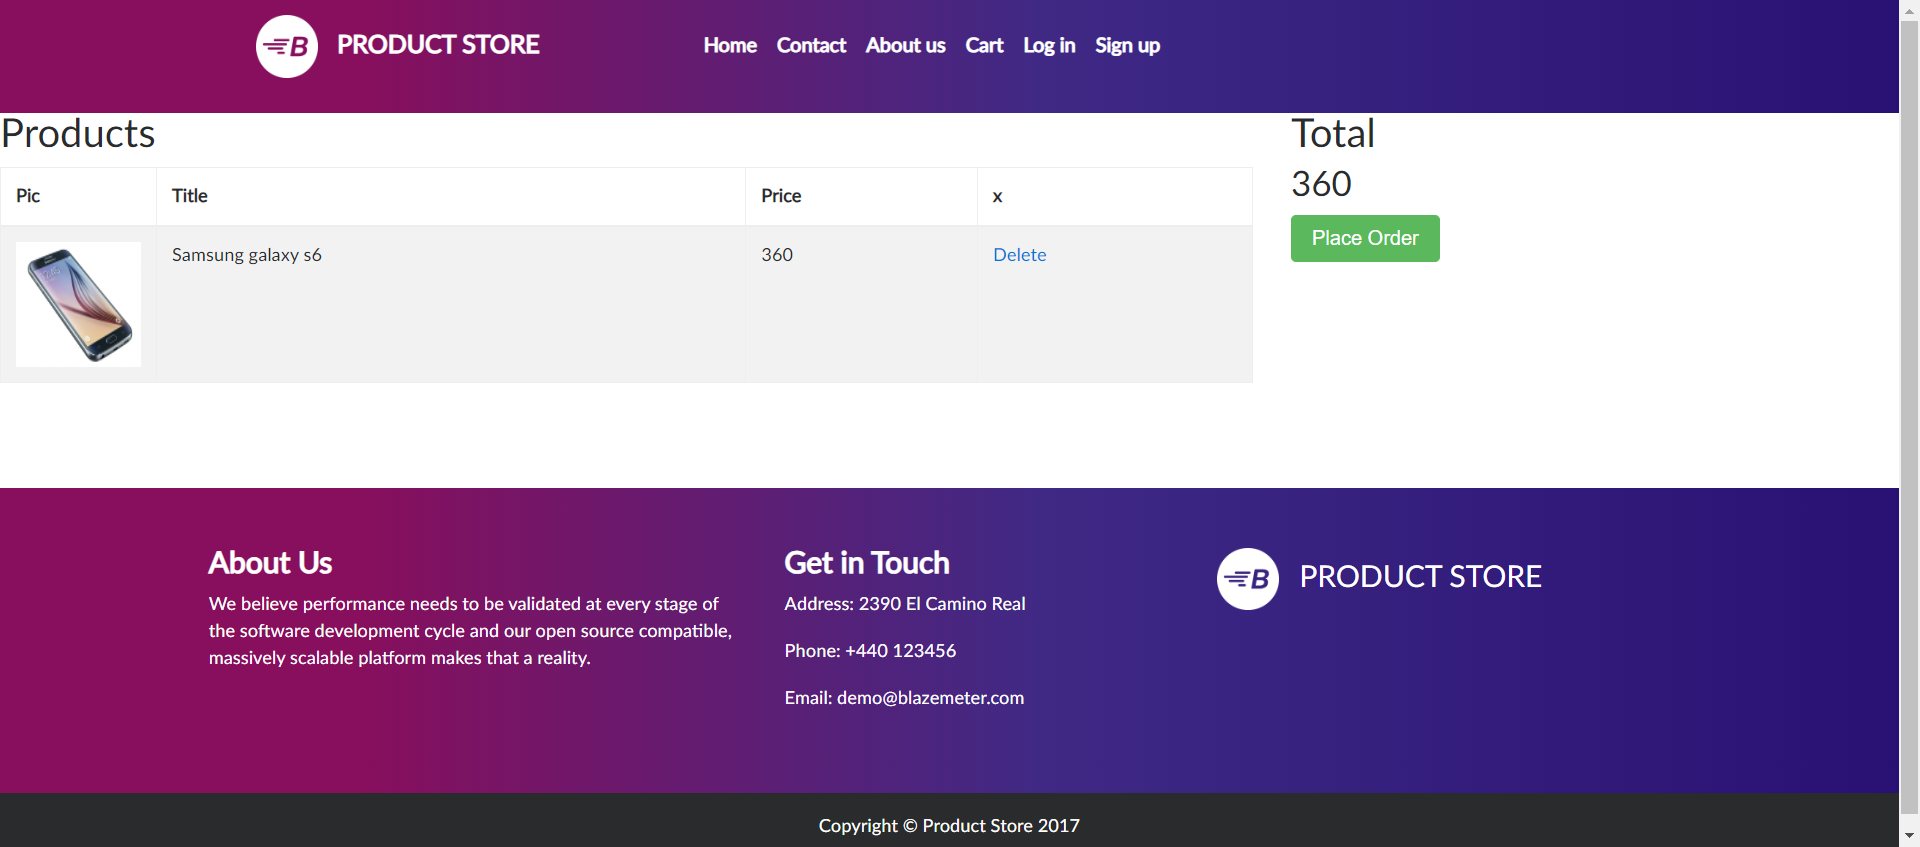 B PRODUCT STORE
Home Contact About us Cart Log in Sign up
Products
Pic Title Price x
Samsung galaxy s6 360 Delete
Total
360
Place Order
About Us
We believe performance needs to be validated at every stage of
the software development cycle and our open source compatible,
massively scalable platform makes that a reality.
Get in Touch
Address: 2390 El Camino Real
Phone: +440 123456
Email: demo@blazemeter.com
B PRODUCT STORE
Copyright © Product Store 2017